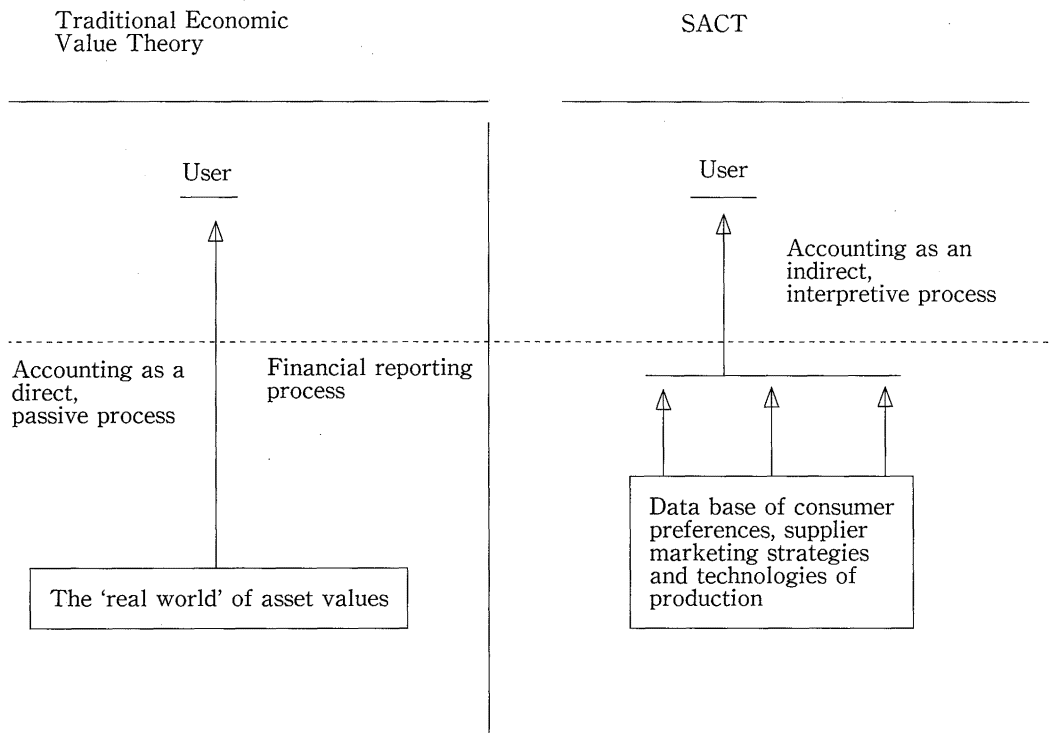 Traditional Economic
Value Theory
SACT
User
User
Accounting as an
indirect,
interpretive process
Accounting as a
direct,
passive process
Financial reporting
process
Data base of consumer
preferences, supplier
marketing strategies
and technologies of
production
The ‘real world’ of asset values